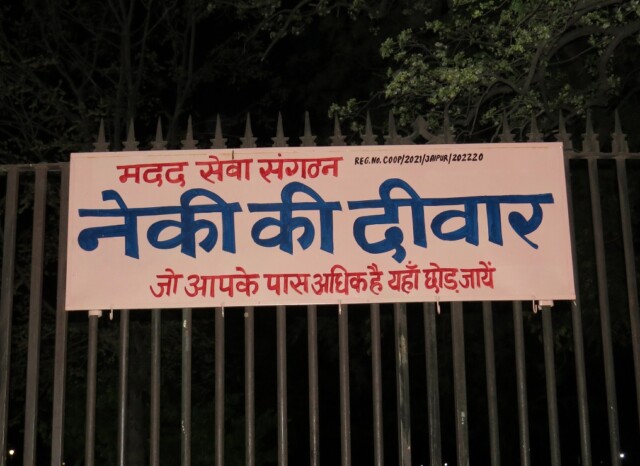 मदद सेवा संगठन REG.NO. COOP/2021/JAIPUR/202220
नेकी की दीवार
जो आपके पास अधिक है यहाँ छोड़ जायें